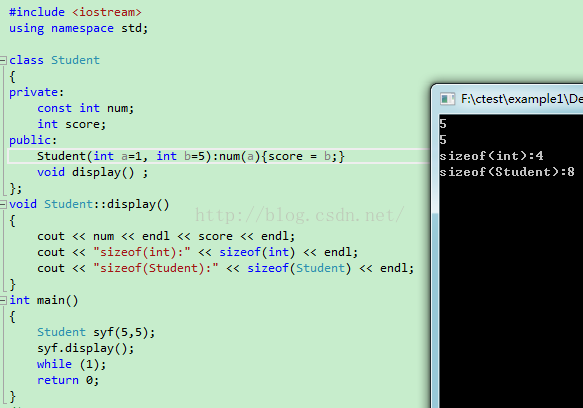 #include <iostream>
using namespace std;
class Student
{
private:
    const int num;
    int score;
public:
    Student(int a=1, int b=5):num(a){score = b;}
    void display() ;
};
void Student::display()
{
    cout << num << endl << score << endl;
    cout << "sizeof(int):" << sizeof(int) << endl;
    cout << "sizeof(Student):" << sizeof(Student) << endl;
}
int main()
{
    Student syf(5,5);
    syf.display();
    while (1);
    return 0;
}
http://blog.csdn.net/
F:\ctest\example1\De
5
5
sizeof(int):4
sizeof(Student):8